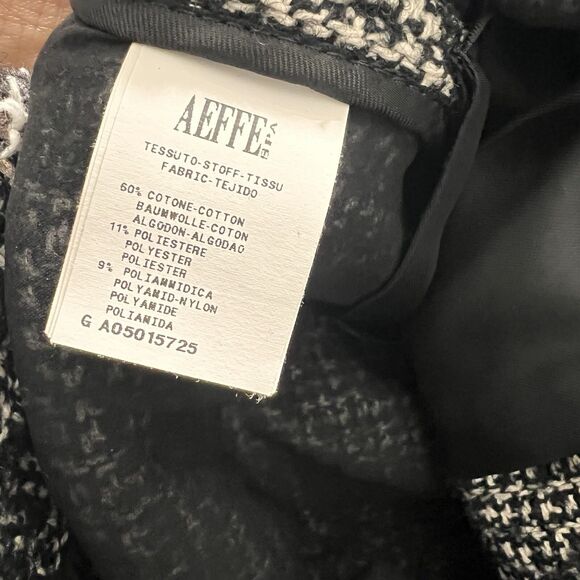 AEFFE SPA
TESSUTO-STOFF-TISSU
FABRIC-TEJIDO
60% COTONE-COTTON
BAUMWOLLE-COTON
ALGODON-ALGODAO
11% POLIESTERE
POLYESTER
POLIESTER
9% POLIAMMIDICA
POLYAMID-NYLON
POLYAMIDE
POLIAMIDA
G A05015725